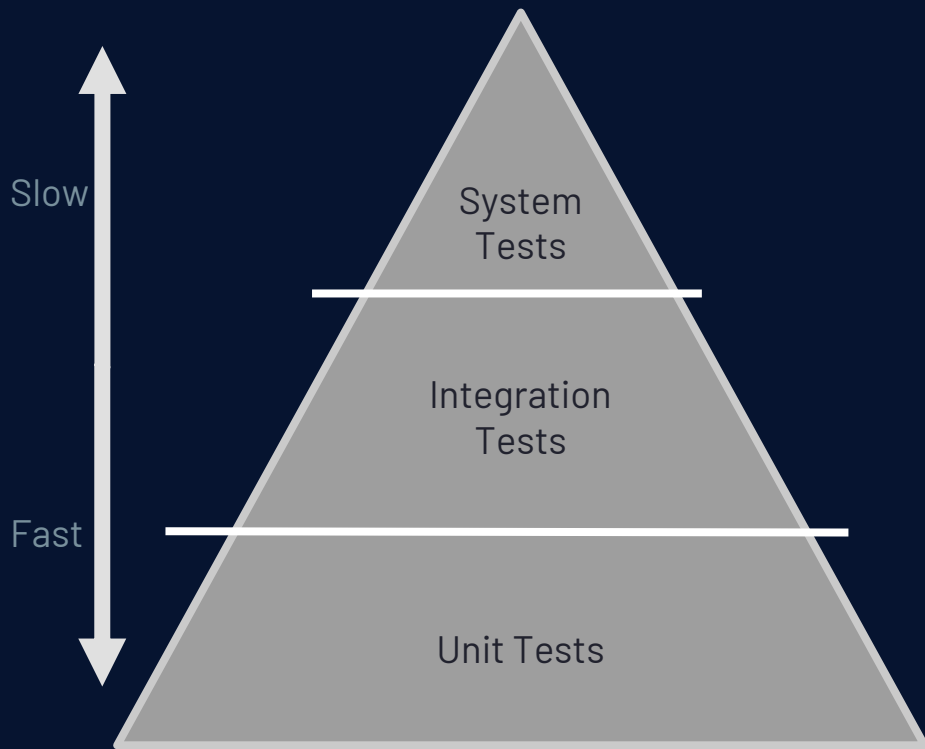 Slow
System
Tests
Integration
Tests
Fast
Unit Tests